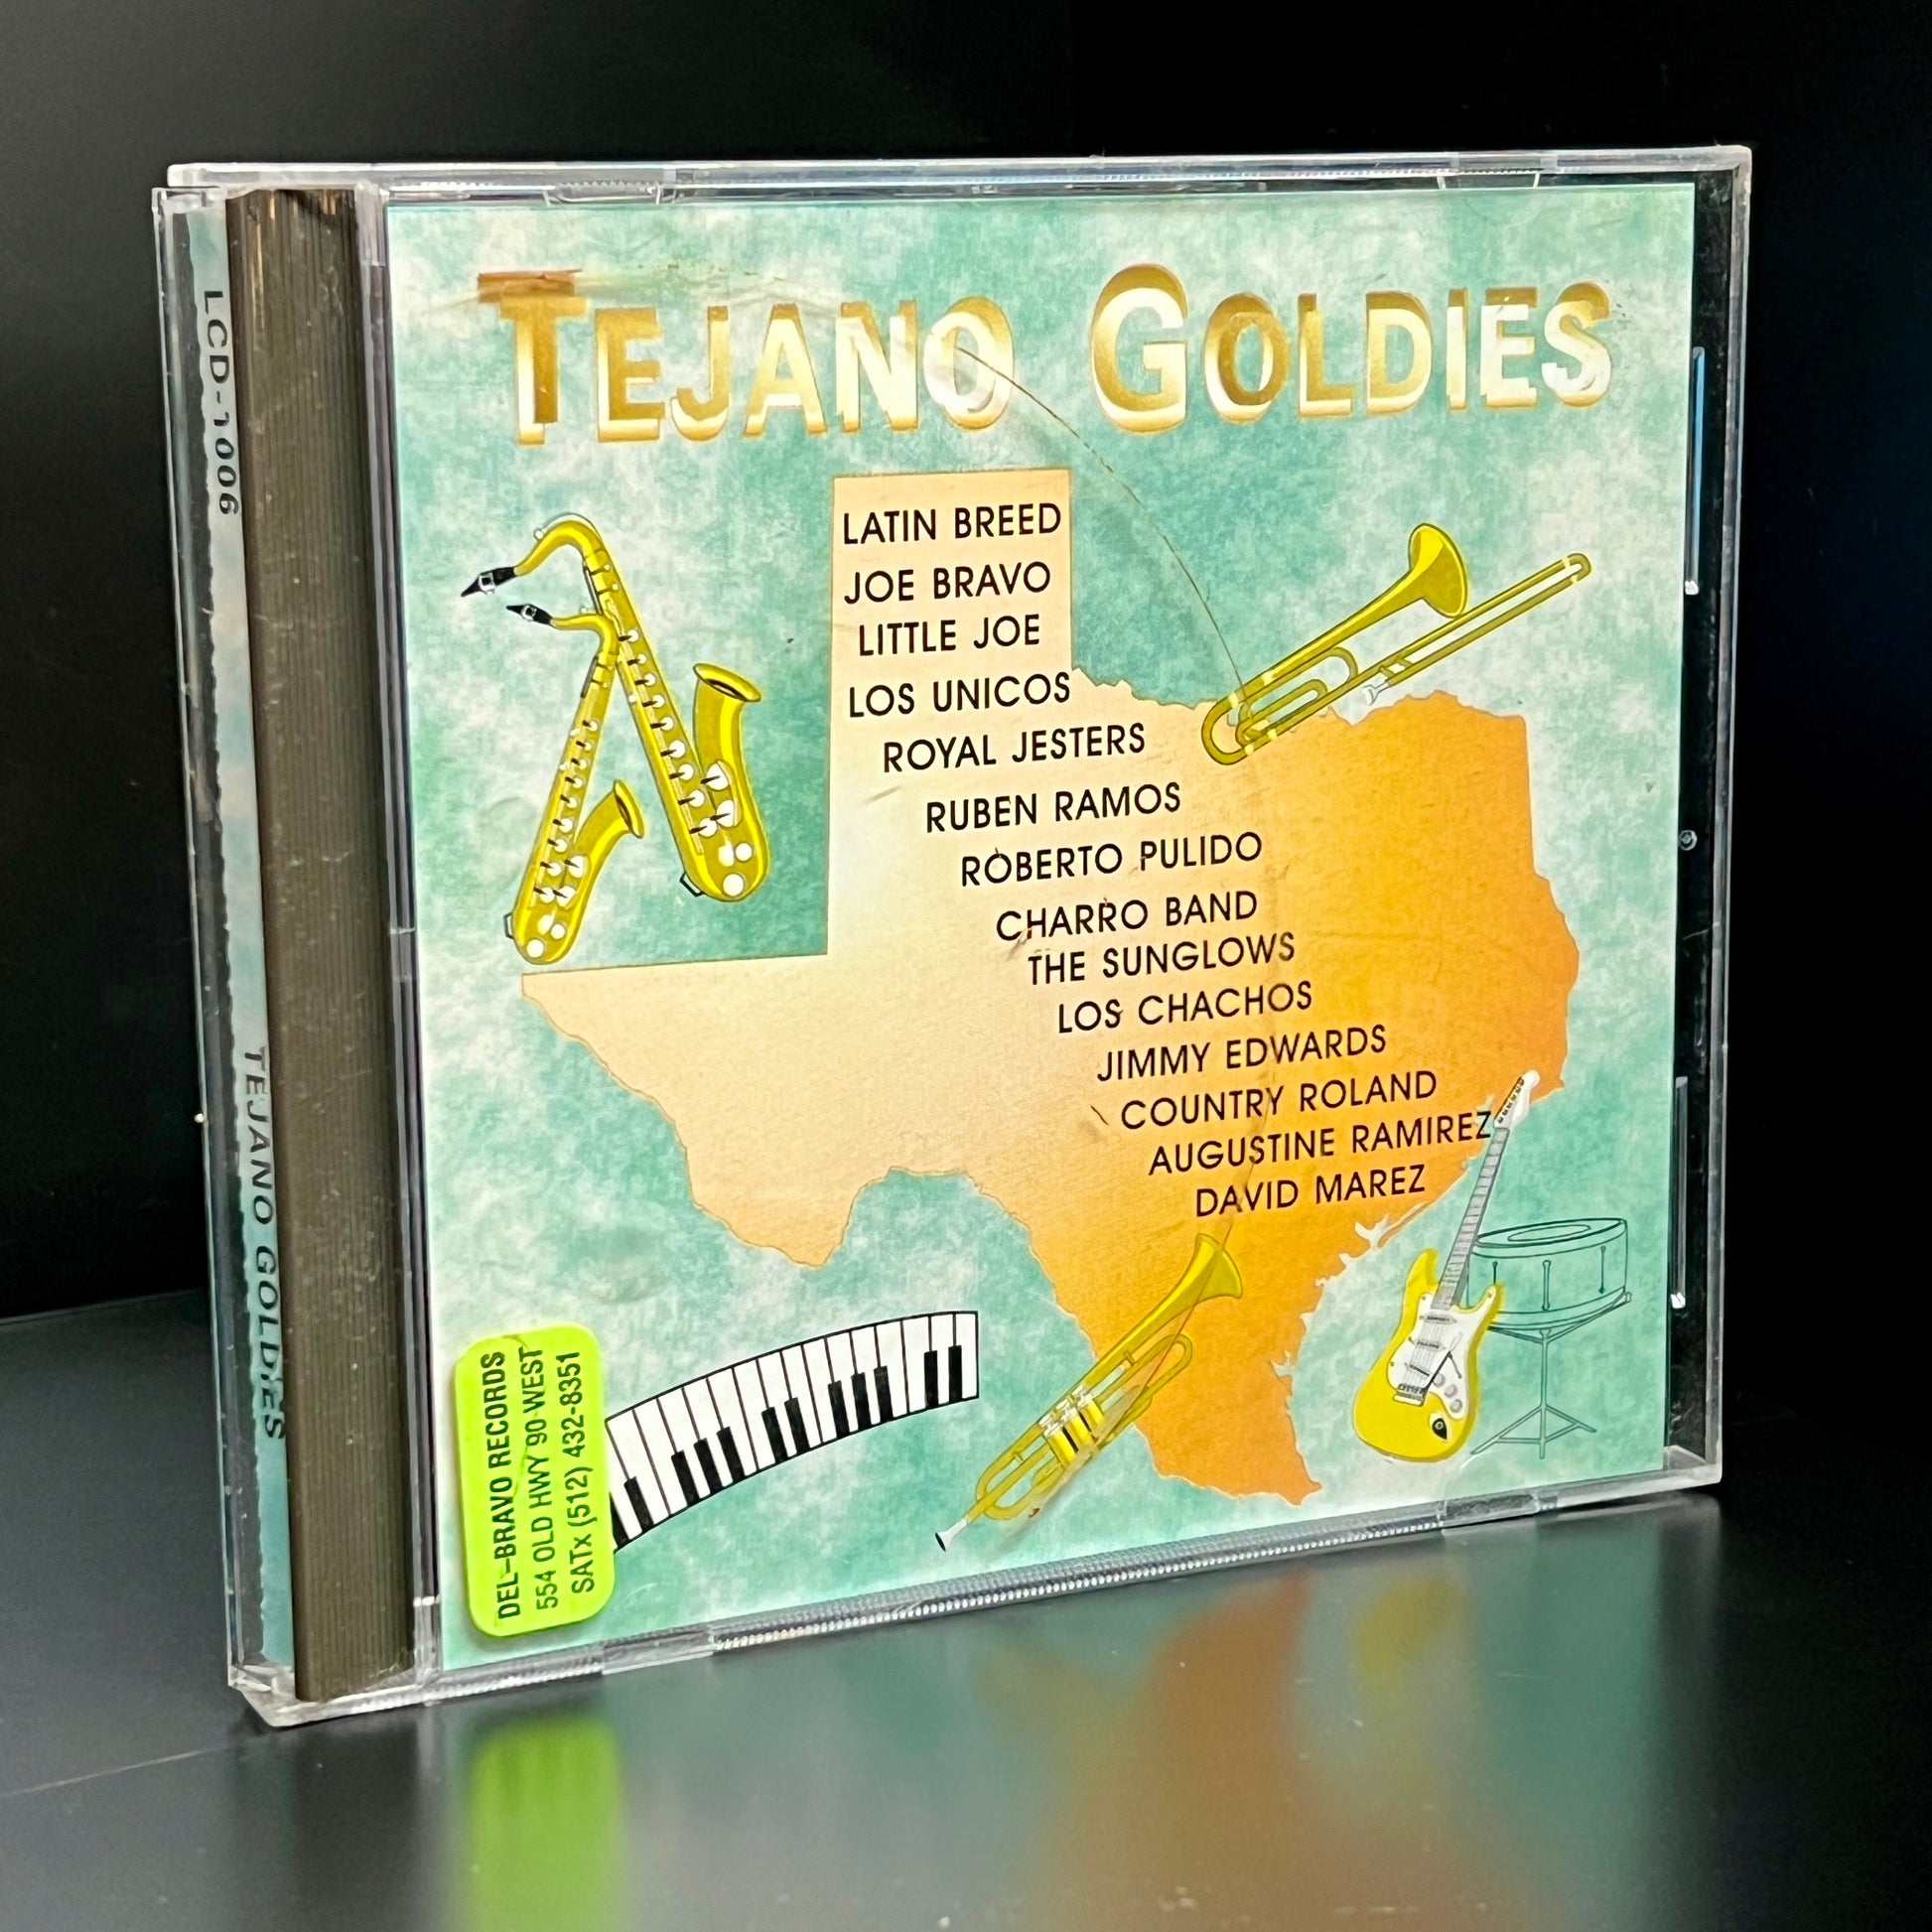 LCD-1006
TEJANO GOLDIES
TEJANO GOLDIES
LATIN BREED
JOE BRAVO
LITTLE JOE
LOS UNICOS
ROYAL JESTERS
RUBEN RAMOS
ROBERTO PULIDO
CHARRO BAND
THE SUNGLOWS
LOS CHACHOS
JIMMY EDWARDS
COUNTRY ROLAND
AUGUSTINE RAMIREZ
DAVID MAREZ
DEL-BRAVO RECORDS
554 OLD HWY 90 WEST
SATx (512) 432-8351